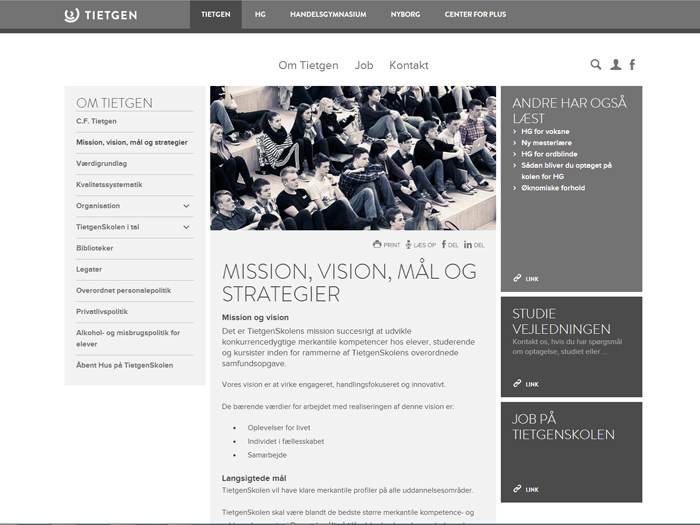 TIETGEN
TIETGEN HG HANDELSGYMNASIUM NYBORG CENTER FOR PLUS
Om Tietgen Job Kontakt
OM TIETGEN
C.F. Tietgen
Mission, vision, mål og strategier
Værdigrundlag
Kvalitetssystematik
Organisation
TietgenSkolen i tal
Biblioteker
Legater
Overordnet personalepolitik
Privatlivspolitik
Alkohol- og misbrugspolitik for
elever
Åbent Hus på TietgenSkolen
PRINT LÆS OP DEL DEL
MISSION, VISION, MÅL OG
STRATEGIER
Mission og vision
Det er TietgenSkolens mission succesrigt at udvikle
konkurrencedygtige merkantile kompetencer hos elever, studerende
og kursister inden for rammerne af TietgenSkolens overordnede
samfundsopgave.
Vores vision er at virke engageret, handlingsfokuseret og innovativt.
De bærende værdier for arbejdet med realiseringen af denne vision er:
Oplevelser for livet
Individet i fællesskabet
Samarbejde
Langsigtede mål
TietgenSkolen vil have klare merkantile profiler på alle uddannelsesområder.
TietgenSkolen skal være blandt de bedste større merkantile kompetence- og
ANDRE HAR OGSÅ
LÆST
HG for voksne
Ny mesterlære
HG for ordblinde
Sådan bliver du optaget på
kolen for HG
Øknomiske forhold
LINK
STUDIE
VEJLEDNINGEN
Kontakt os, hvis du har spørgsmål
om optagelse, studiet eller ...
LINK
JOB PÅ
TIETGENSKOLEN
LINK